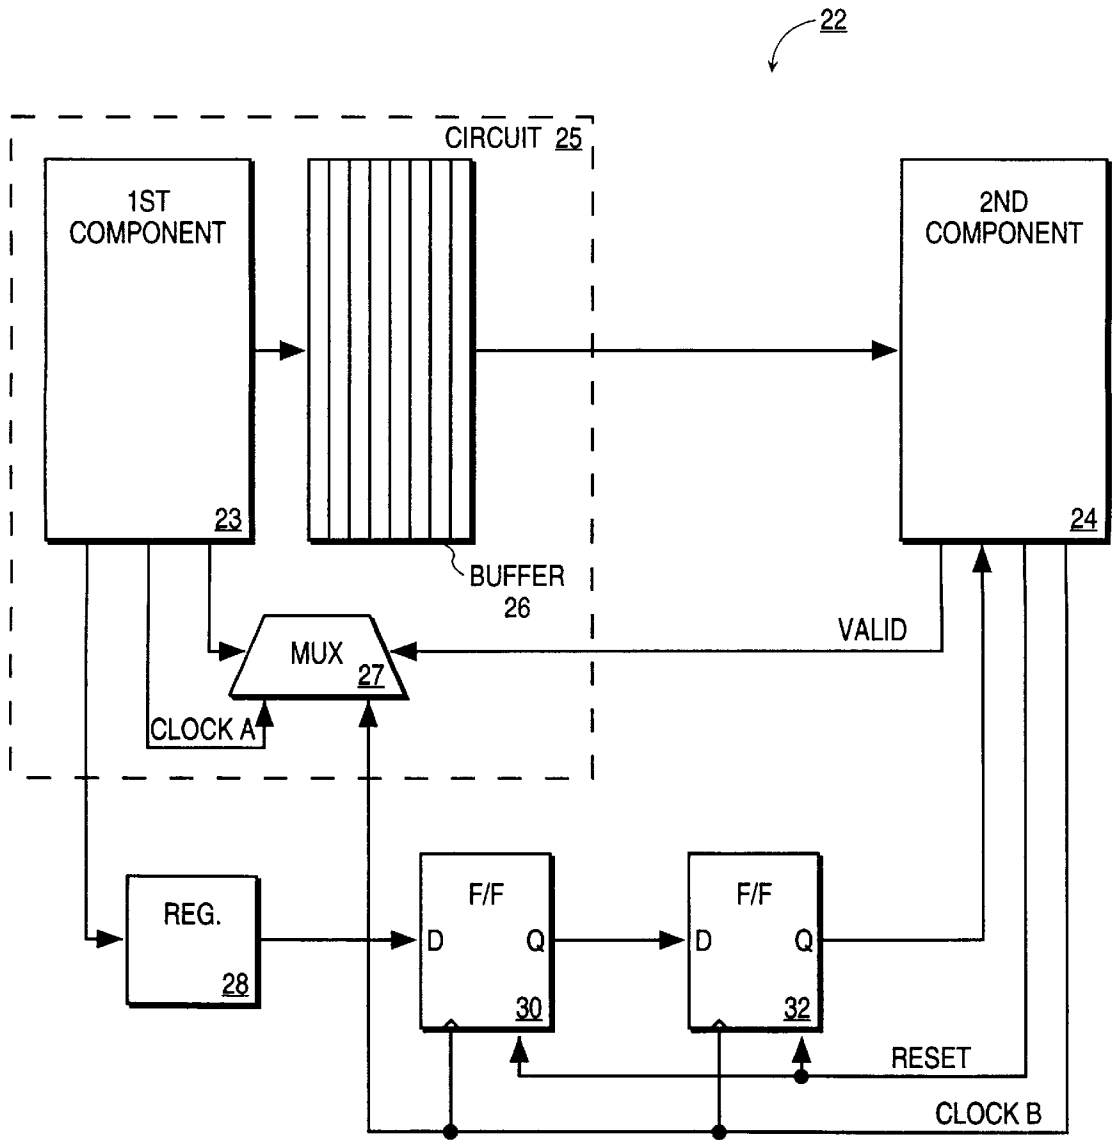 22
CIRCUIT 25
1ST
COMPONENT
2ND
COMPONENT
23
24
BUFFER
26
MUX
27
VALID
CLOCK A
REG.
28
F/F
D Q
30
F/F
D Q
32
RESET
CLOCK B